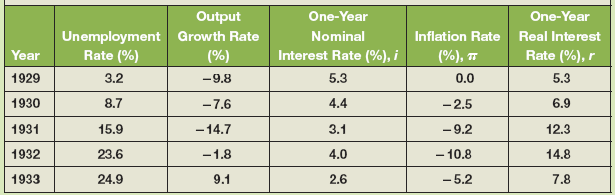 Year Unemployment Rate (%) Output Growth Rate (%) One-Year Nominal Interest Rate (%), i Inflation Rate (%), π One-Year Real Interest Rate (%), r
1929 3.2 −9.8 5.3 0.0 5.3
1930 8.7 −7.6 4.4 −2.5 6.9
1931 15.9 −14.7 3.1 −9.2 12.3
1932 23.6 −1.8 4.0 −10.8 14.8
1933 24.9 9.1 2.6 −5.2 7.8